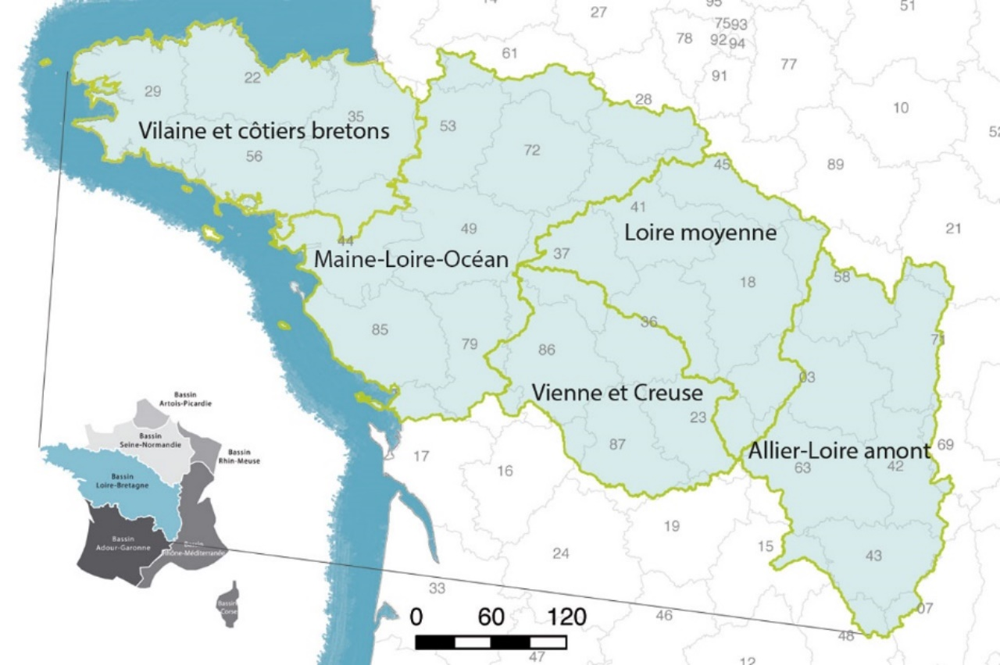 14
27
95
51
75 93
78
92 94
61
77
91
28
10
29
22
35
53
52
Vilaine et côtiers bretons
56
72
89
45
41
49
Loire moyenne
21
44
37
Maine-Loire-Océan
58
18
36
85
79
86
71
03
Vienne et Creuse
23
87
Allier-Loire amont
69
63
42
17
16
19
15
24
43
33
07
46
48
47
12
Bassin
Artois-Picardie
Bassin
Seine-Normandie
Bassin
Rhin-Meuse
Bassin
Loire-Bretagne
Bassin
Adour-Garonne
Bassin
Rhône-Méditerranée
Bassin
Corse
0 60 120